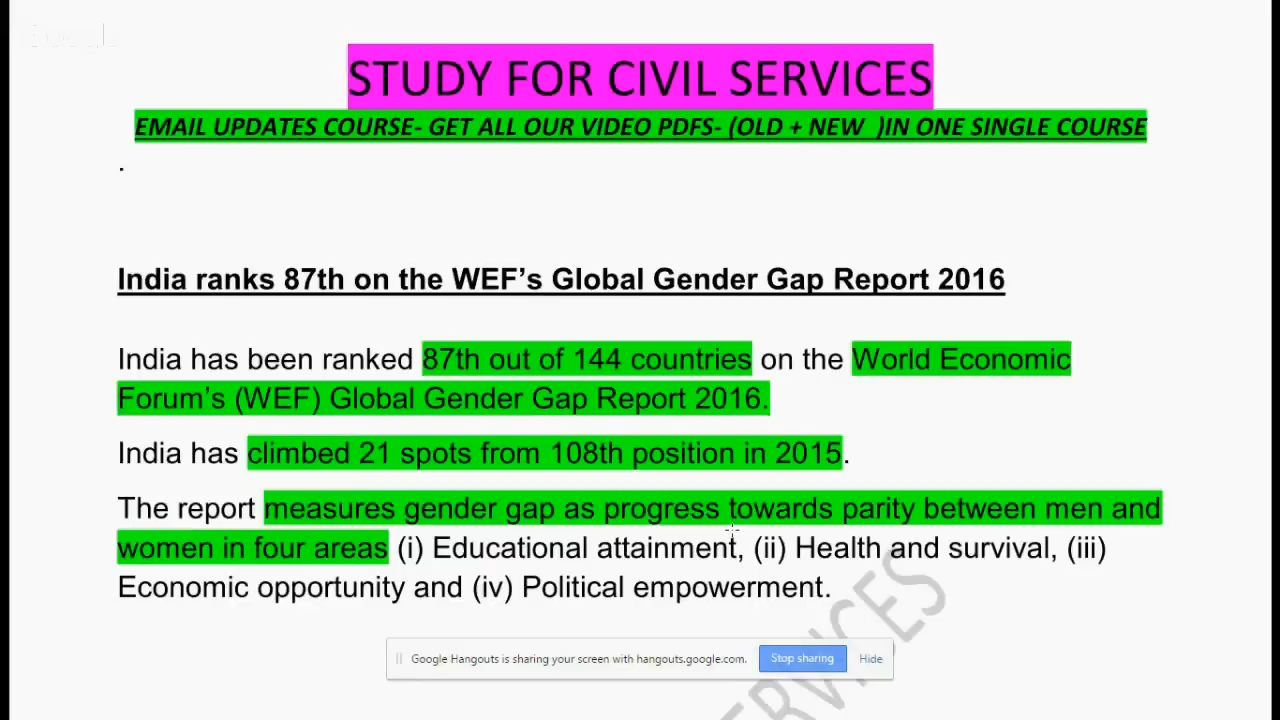 STUDY FOR CIVIL SERVICES
EMAIL UPDATES COURSE- GET ALL OUR VIDEO PDFS- (OLD + NEW )IN ONE SINGLE COURSE
.
India ranks 87th on the WEF’s Global Gender Gap Report 2016
India has been ranked 87th out of 144 countries on the World Economic
Forum’s (WEF) Global Gender Gap Report 2016.
India has climbed 21 spots from 108th position in 2015.
The report measures gender gap as progress towards parity between men and
women in four areas (i) Educational attainment, (ii) Health and survival, (iii)
Economic opportunity and (iv) Political empowerment.
Google Hangouts is sharing your screen with hangouts.google.com.
Stop sharing
Hide